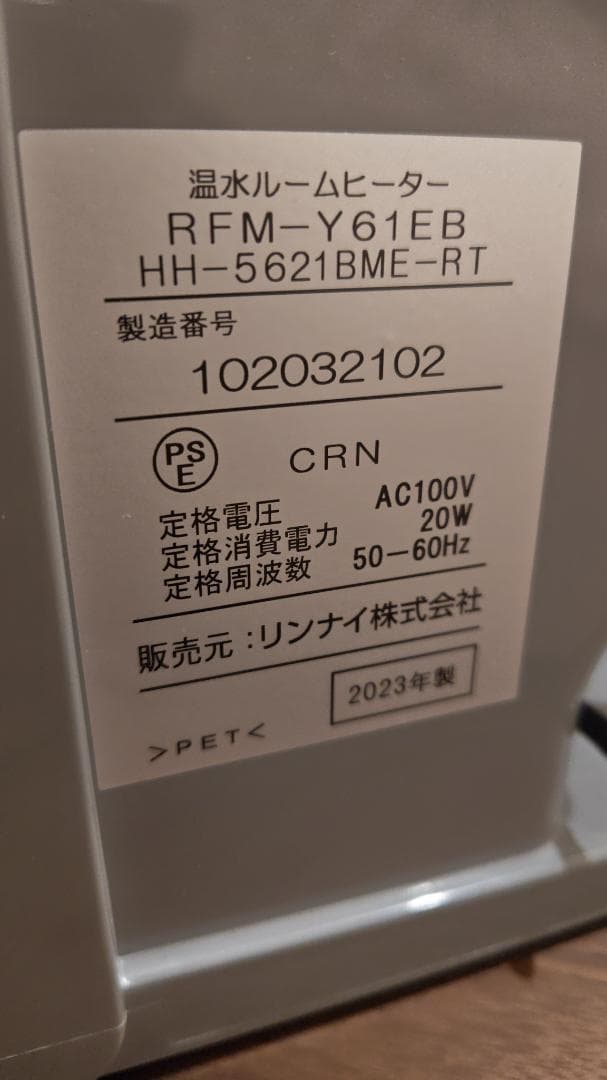 温水ルームヒーター
RFM-Y61EB
HH-5621BME-RT
製造番号
102032102
PS
E
CRN
定格電圧 AC100V
定格消費電力 20W
定格周波数 50-60Hz
販売元:リンナイ株式会社
2023年製
>PET<